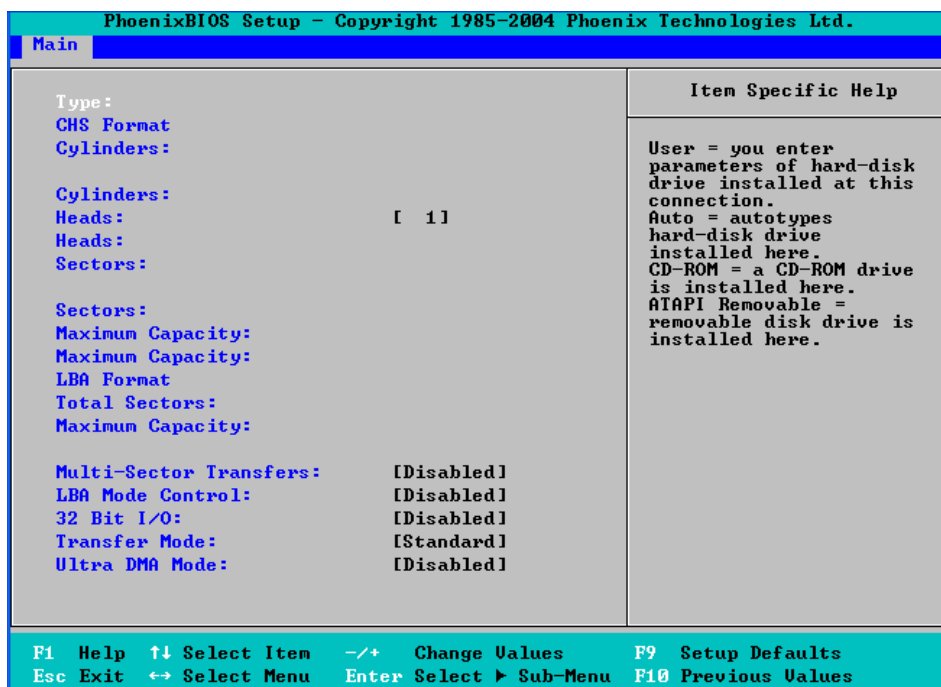 PhoenixBIOS Setup - Copyright 1985-2004 Phoenix Technologies Ltd.
Main
Type:
CHS Format
Cylinders:
Cylinders:
Heads: [ 1]
Heads:
Sectors:
Sectors:
Maximum Capacity:
Maximum Capacity:
LBA Format
Total Sectors:
Maximum Capacity:
Multi-Sector Transfers: [Disabled]
LBA Mode Control: [Disabled]
32 Bit I/O: [Disabled]
Transfer Mode: [Standard]
Ultra DMA Mode: [Disabled]
Item Specific Help
User = you enter
parameters of hard-disk
drive installed at this
connection.
Auto = autotypes
hard-disk drive
installed here.
CD-ROM = a CD-ROM drive
is installed here.
ATAPI Removable =
removable disk drive is
installed here.
F1 Help ↑↓ Select Item -/+ Change Values F9 Setup Defaults
Esc Exit ↔ Select Menu Enter Select ▶ Sub-Menu F10 Previous Values